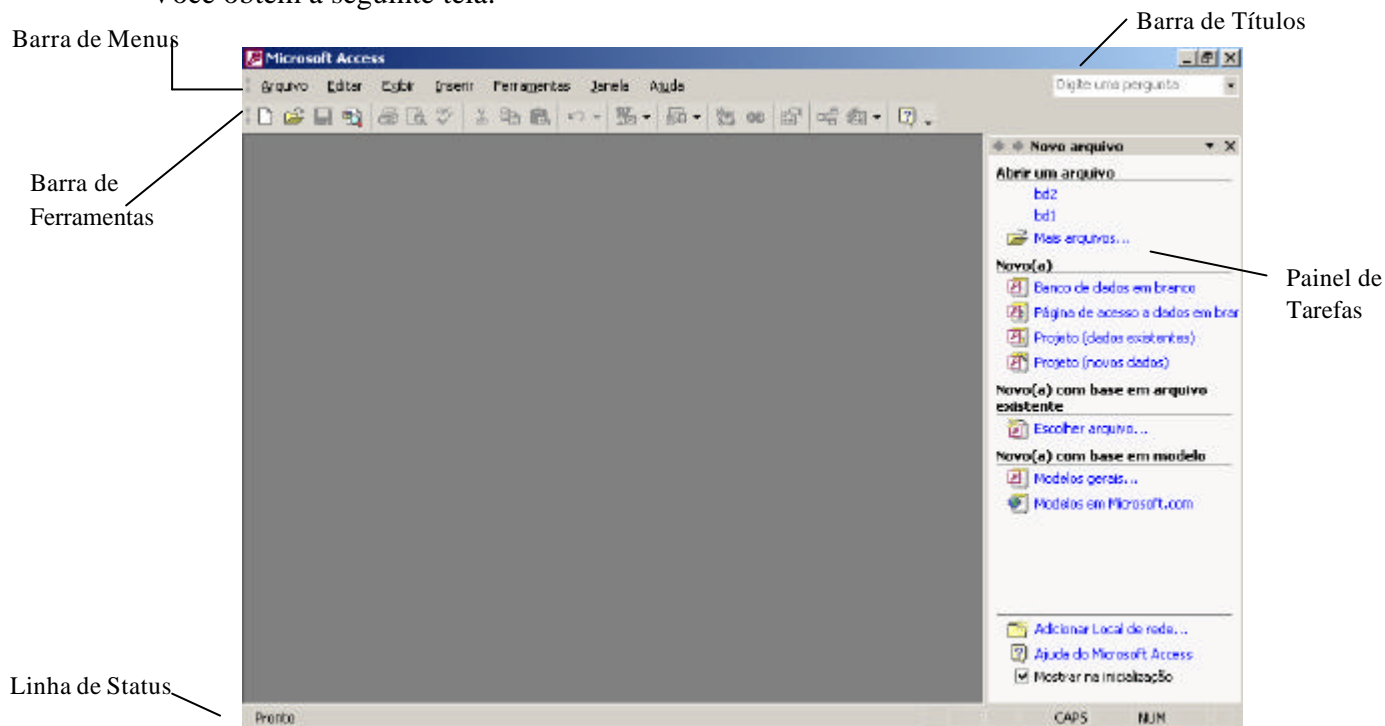 Você obtém a seguinte tela:
Barra de Títulos
Barra de Menus
Microsoft Access
Arquivo Editar Exibir Inserir Ferramentas Janela Ajuda
Digite uma pergunta
Barra de
Ferramentas
Novo arquivo
Abrir um arquivo
bd2
bd1
Mais arquivos...
Novo(a)
Banco de dados em branco
Página de acesso a dados em bran
Projeto (dados existentes)
Projeto (novos dados)
Novo(a) com base em arquivo
existente
Escolher arquivo...
Novo(a) com base em modelo
Modelos gerais...
Modelos em Microsoft.com
Painel de
Tarefas
Adicionar Local de rede...
Ajuda do Microsoft Access
Mostrar na inicialização
Linha de Status
Pronto
CAPS NUM